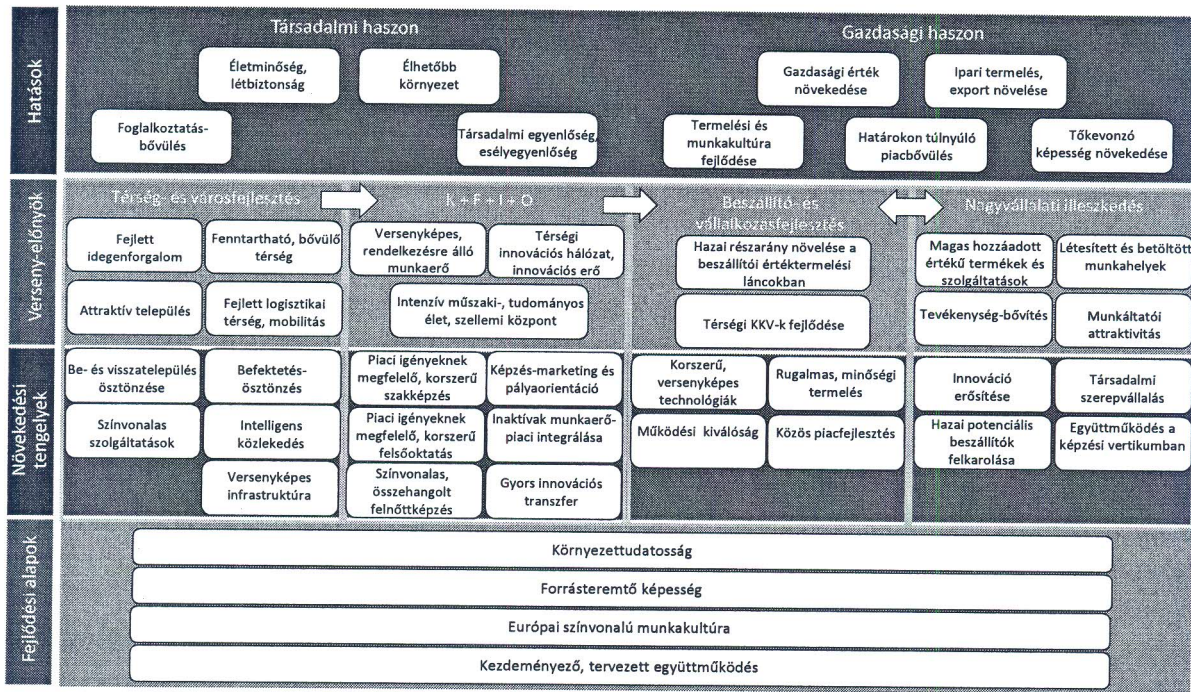 Hatások
Társadalmi haszon
Gazdasági haszon
Életminőség,
létbiztonság
Élhetőbb
környezet
Gazdasági érték
növekedése
Ipari termelés,
export növelése
Foglalkoztatás-
bővülés
Társadalmi egyenlőség,
esélyegyenlőség
Termelési és
munkakultúra
fejlődése
Határokon túlnyúló
piacbővülés
Tőkevonzó
képesség növekedése
Verseny-előnyök
Térség- és városfejlesztés
K + F + I + O
Beszállító- és
vállalkozásfejlesztés
Nagyvállalati illeszkedés
Fejlett
idegenforgalom
Fenntartható, bővülő
térség
Attraktív település
Fejlett logisztikai
térség, mobilitás
Versenyképes,
rendelkezésre álló
munkaerő
Térségi
innovációs hálózat,
innovációs erő
Intenzív műszaki-, tudományos
élet, szellemi központ
Hazai részarány növelése a
beszállítói értéktermelési
láncokban
Térségi KKV-k fejlődése
Magas hozzáadott
értékű termékek és
szolgáltatások
Létesített és betöltött
munkahelyek
Tevékenység-bővítés
Munkáltatói
attraktivitás
Növekedési
tengelyek
Be- és visszatelepülés
ösztönzése
Befektetés-
ösztönzés
Színvonalas
szolgáltatások
Intelligens
közlekedés
Versenyképes
infrastruktúra
Piaci igényeknek
megfelelő, korszerű
szakképzés
Képzés-marketing és
pályaorientáció
Piaci igényeknek
megfelelő, korszerű
felsőoktatás
Inaktívak munkaerő-
piaci integrálása
Színvonalas,
összehangolt
felnőttképzés
Gyors innovációs
transzfer
Korszerű,
versenyképes
technológiák
Rugalmas, minőségi
termelés
Működési kiválóság
Közös piacfejlesztés
Innováció
erősítése
Társadalmi
szerepvállalás
Hazai potenciális
beszállítók
felkarolása
Együttműködés a
képzési vertikumban
Fejlődési alapok
Környezettudatosság
Forrásteremtő képesség
Európai színvonalú munkakultúra
Kezdeményező, tervezett együttműködés